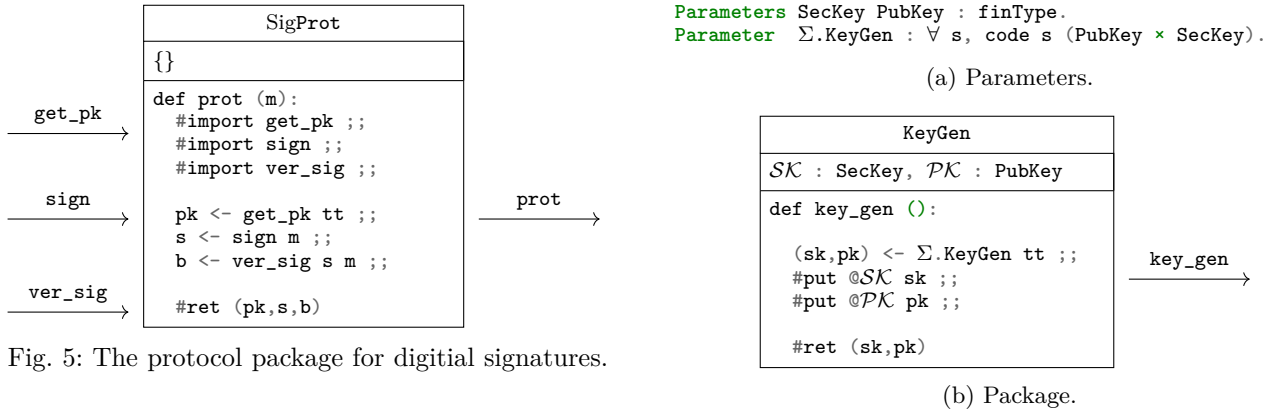 SigProt
{}
def prot (m):
#import get_pk ;;
#import sign ;;
#import ver_sig ;;
pk <- get_pk tt ;;
s <- sign m ;;
b <- ver_sig s m ;;
#ret (pk,s,b)
get_pk
sign
ver_sig
prot
Fig. 5: The protocol package for digitial signatures.
Parameters SecKey PubKey : finType.
Parameter Σ.KeyGen : ∀ s, code s (PubKey × SecKey).
(a) Parameters.
KeyGen
𝒮𝒦 : SecKey, 𝒫𝒦 : PubKey
def key_gen ():
(sk,pk) <- Σ.KeyGen tt ;;
#put @𝒮𝒦 sk ;;
#put @𝒫𝒦 pk ;;
#ret (sk,pk)
key_gen
(b) Package.